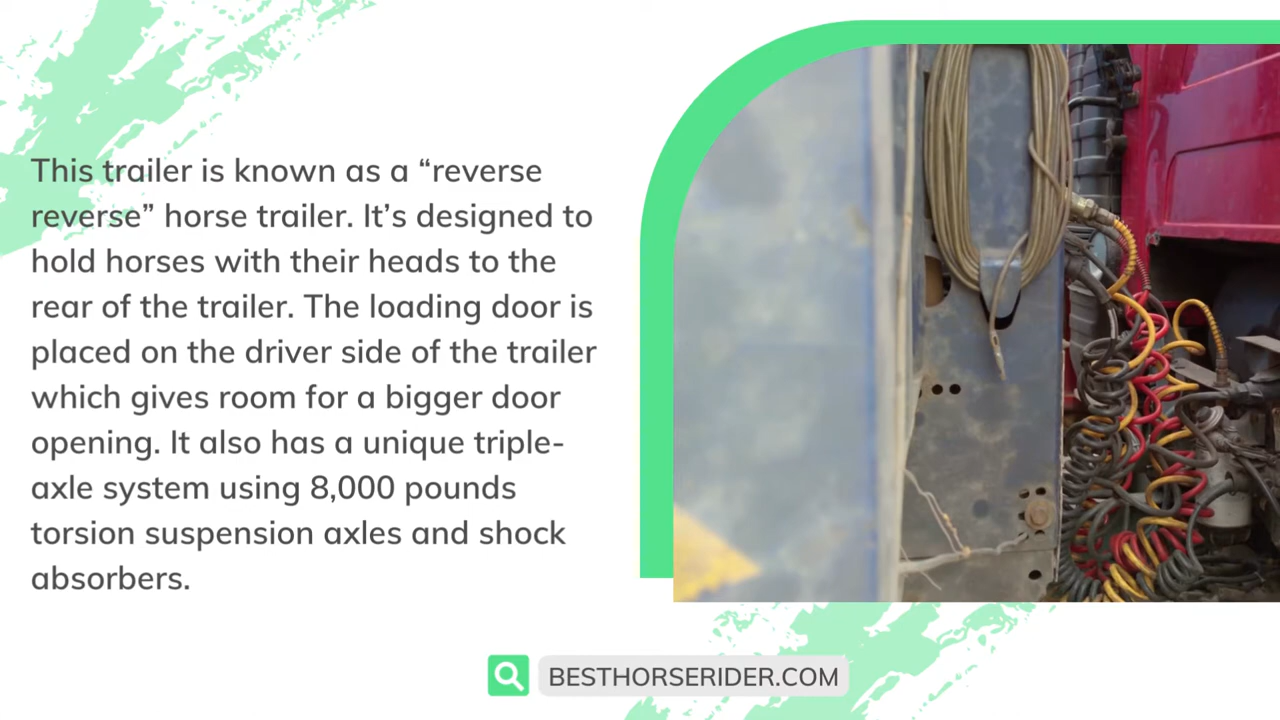 This trailer is known as a “reverse
reverse” horse trailer. It’s designed to
hold horses with their heads to the
rear of the trailer. The loading door is
placed on the driver side of the trailer
which gives room for a bigger door
opening. It also has a unique triple-
axle system using 8,000 pounds
torsion suspension axles and shock
absorbers.
BESTHORSERIDER.COM